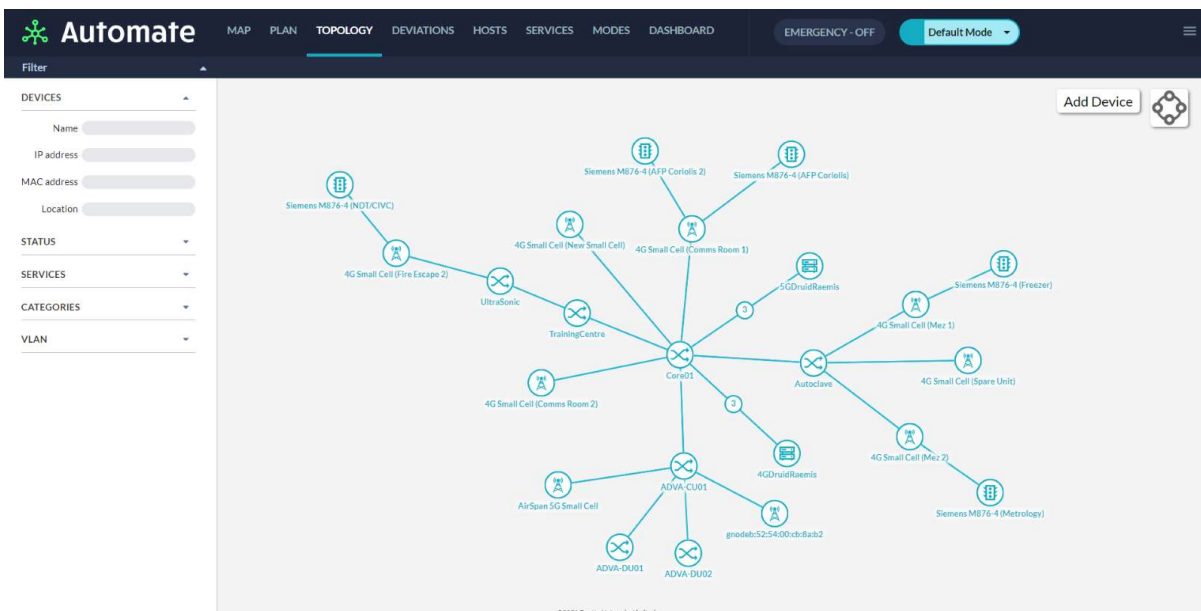 Automate
MAP PLAN TOPOLOGY DEVIATIONS HOSTS SERVICES MODES DASHBOARD
EMERGENCY - OFF
Default Mode
Filter
DEVICES
Add Device
Name
IP address
MAC address
Location
STATUS
SERVICES
CATEGORIES
VLAN
Siemens M876-4 (AFP Coriolis 2)
Siemens M876-4 (AFP Coriolis)
Siemens M876-4 (NDT/CIVC)
4G Small Cell (New Small Cell)
4G Small Cell (Comms Room 1)
4G Small Cell (Fire Escape 2)
5GDruidRaemis
Siemens M876-4 (Freezer)
UltraSonic
3
4G Small Cell (Mez 1)
TrainingCentre
Core01
Autoclave
4G Small Cell (Spare Unit)
4G Small Cell (Comms Room 2)
3
4G Small Cell (Mez 2)
4GDruidRaemis
ADVA-CU01
AirSpan 5G Small Cell
Siemens M876-4 (Metrology)
gnodeb:52:54:00:cb:8a:b2
ADVA-DU01
ADVA-DU02